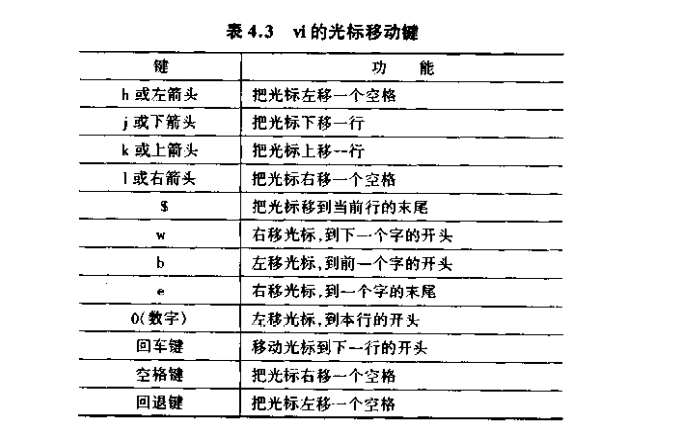 表 4.3 vi 的光标移动键
键 功 能
h 或左箭头 把光标左移一个空格
j 或下箭头 把光标下移一行
k 或上箭头 把光标上移一行
l 或右箭头 把光标右移一个空格
$ 把光标移到当前行的末尾
w 右移光标,到下一个字的开头
b 左移光标,到前一个字的开头
e 右移光标,到一个字的末尾
0(数字) 左移光标,到本行的开头
回车键 移动光标到下一行的开头
空格键 把光标右移一个空格
回退键 把光标左移一个空格